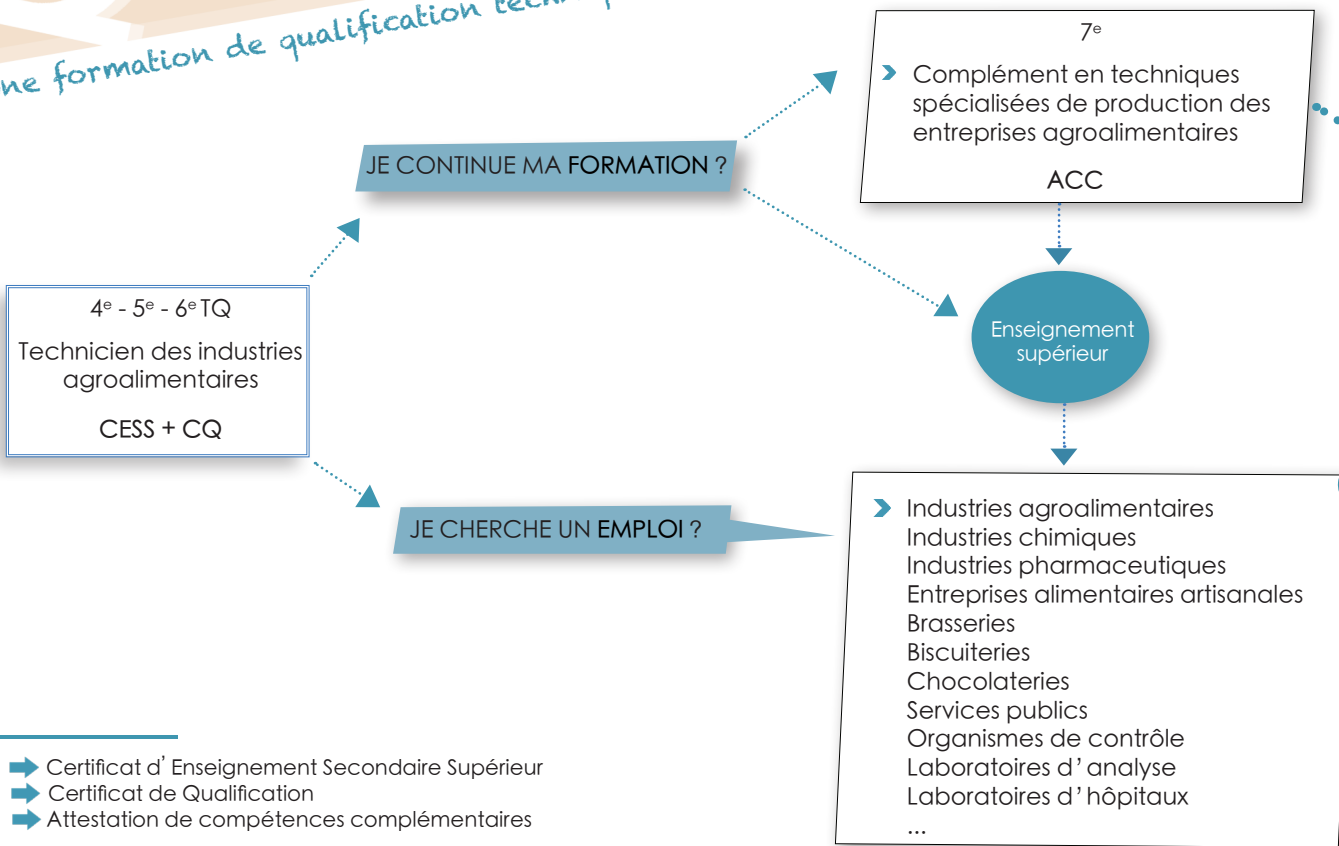 formation de qualification
7e
Complément en techniques
spécialisées de production des
entreprises agroalimentaires
ACC
JE CONTINUE MA FORMATION ?
4e - 5e - 6e TQ
Technicien des industries
agroalimentaires
CESS + CQ
Enseignement
supérieur
JE CHERCHE UN EMPLOI ?
Industries agroalimentaires
Industries chimiques
Industries pharmaceutiques
Entreprises alimentaires artisanales
Brasseries
Biscuiteries
Chocolateries
Services publics
Organismes de contrôle
Laboratoires d’analyse
Laboratoires d’hôpitaux
...
Certificat d’Enseignement Secondaire Supérieur
Certificat de Qualification
Attestation de compétences complémentaires